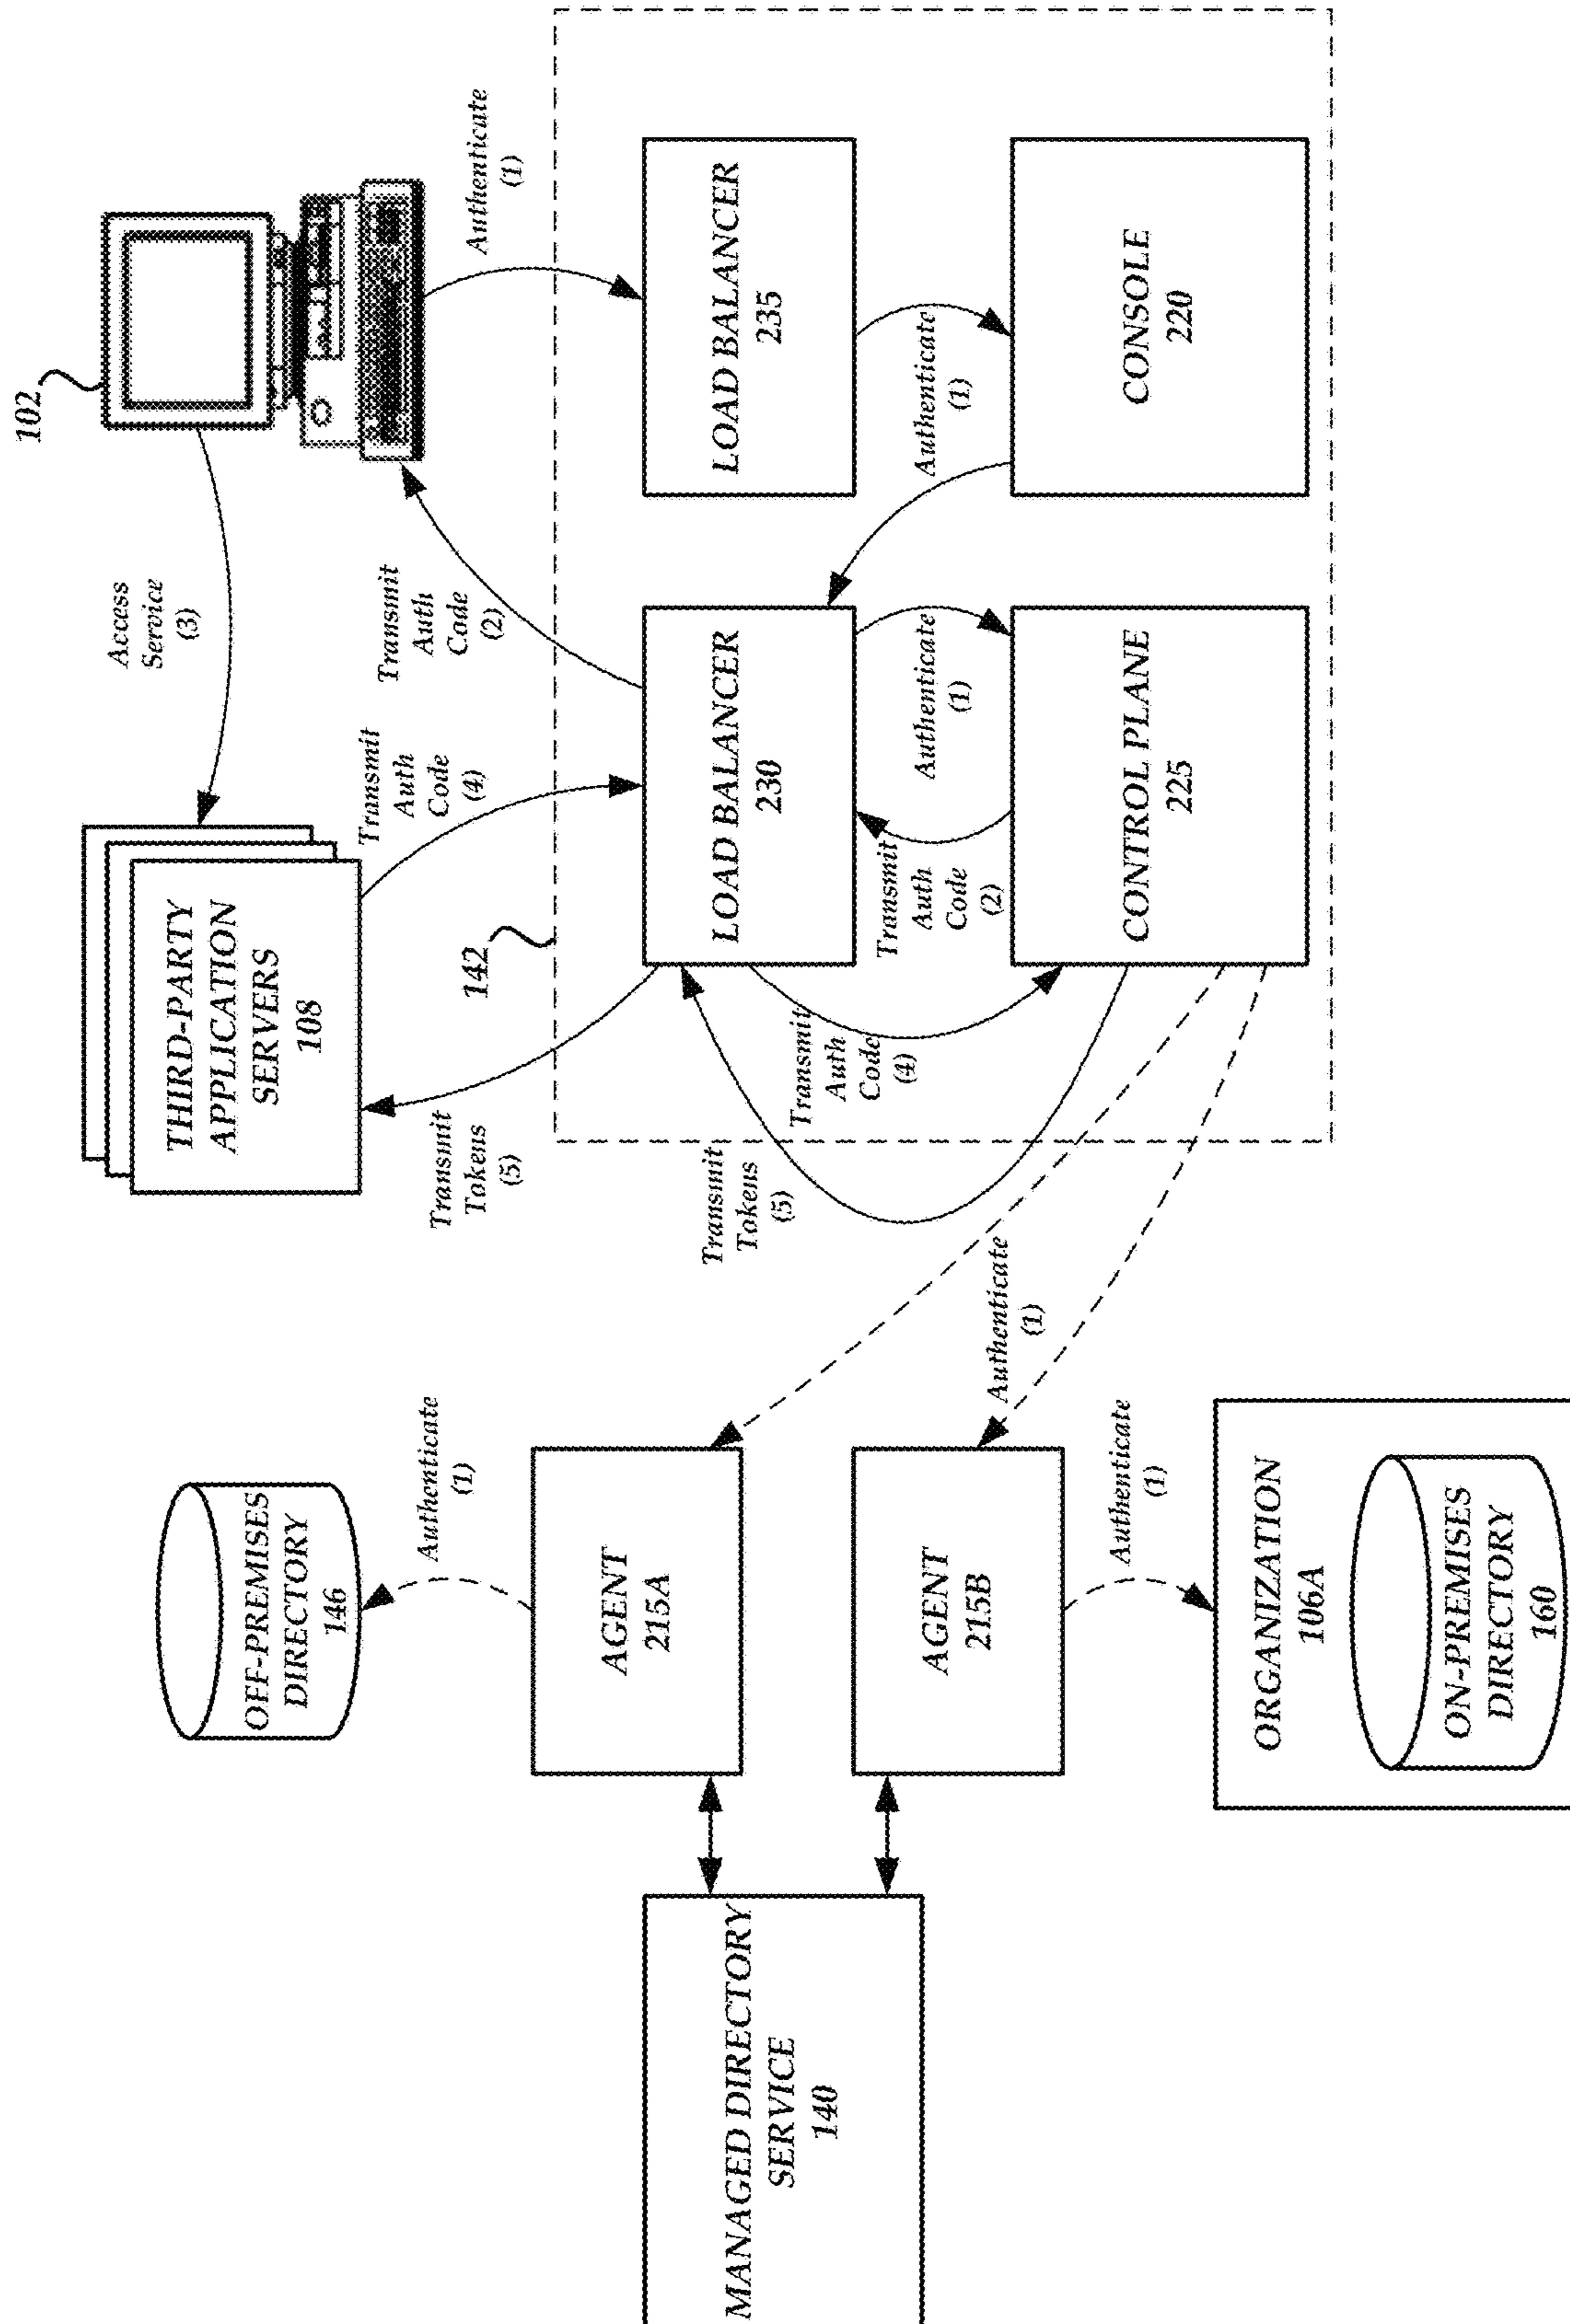 102
Access
Service
(3)
Authenticate
(1)
Transmit
Auth
Code
(2)
Transmit
Auth
Code
(4)
THIRD-PARTY
APPLICATION
SERVERS
108
Transmit
Tokens
(5)
142
LOAD BALANCER
235
Authenticate
(1)
CONSOLE
220
LOAD BALANCER
230
Authenticate
(1)
Transmit
Auth
Code
(2)
CONTROL PLANE
225
Transmit
Auth
Code
(4)
Transmit
Tokens
(5)
Authenticate
(1)
OFF-PREMISES
DIRECTORY
146
Authenticate
(1)
AGENT
215A
AGENT
215B
Authenticate
(1)
ORGANIZATION
106A
ON-PREMISES
DIRECTORY
160
MANAGED DIRECTORY
SERVICE
140